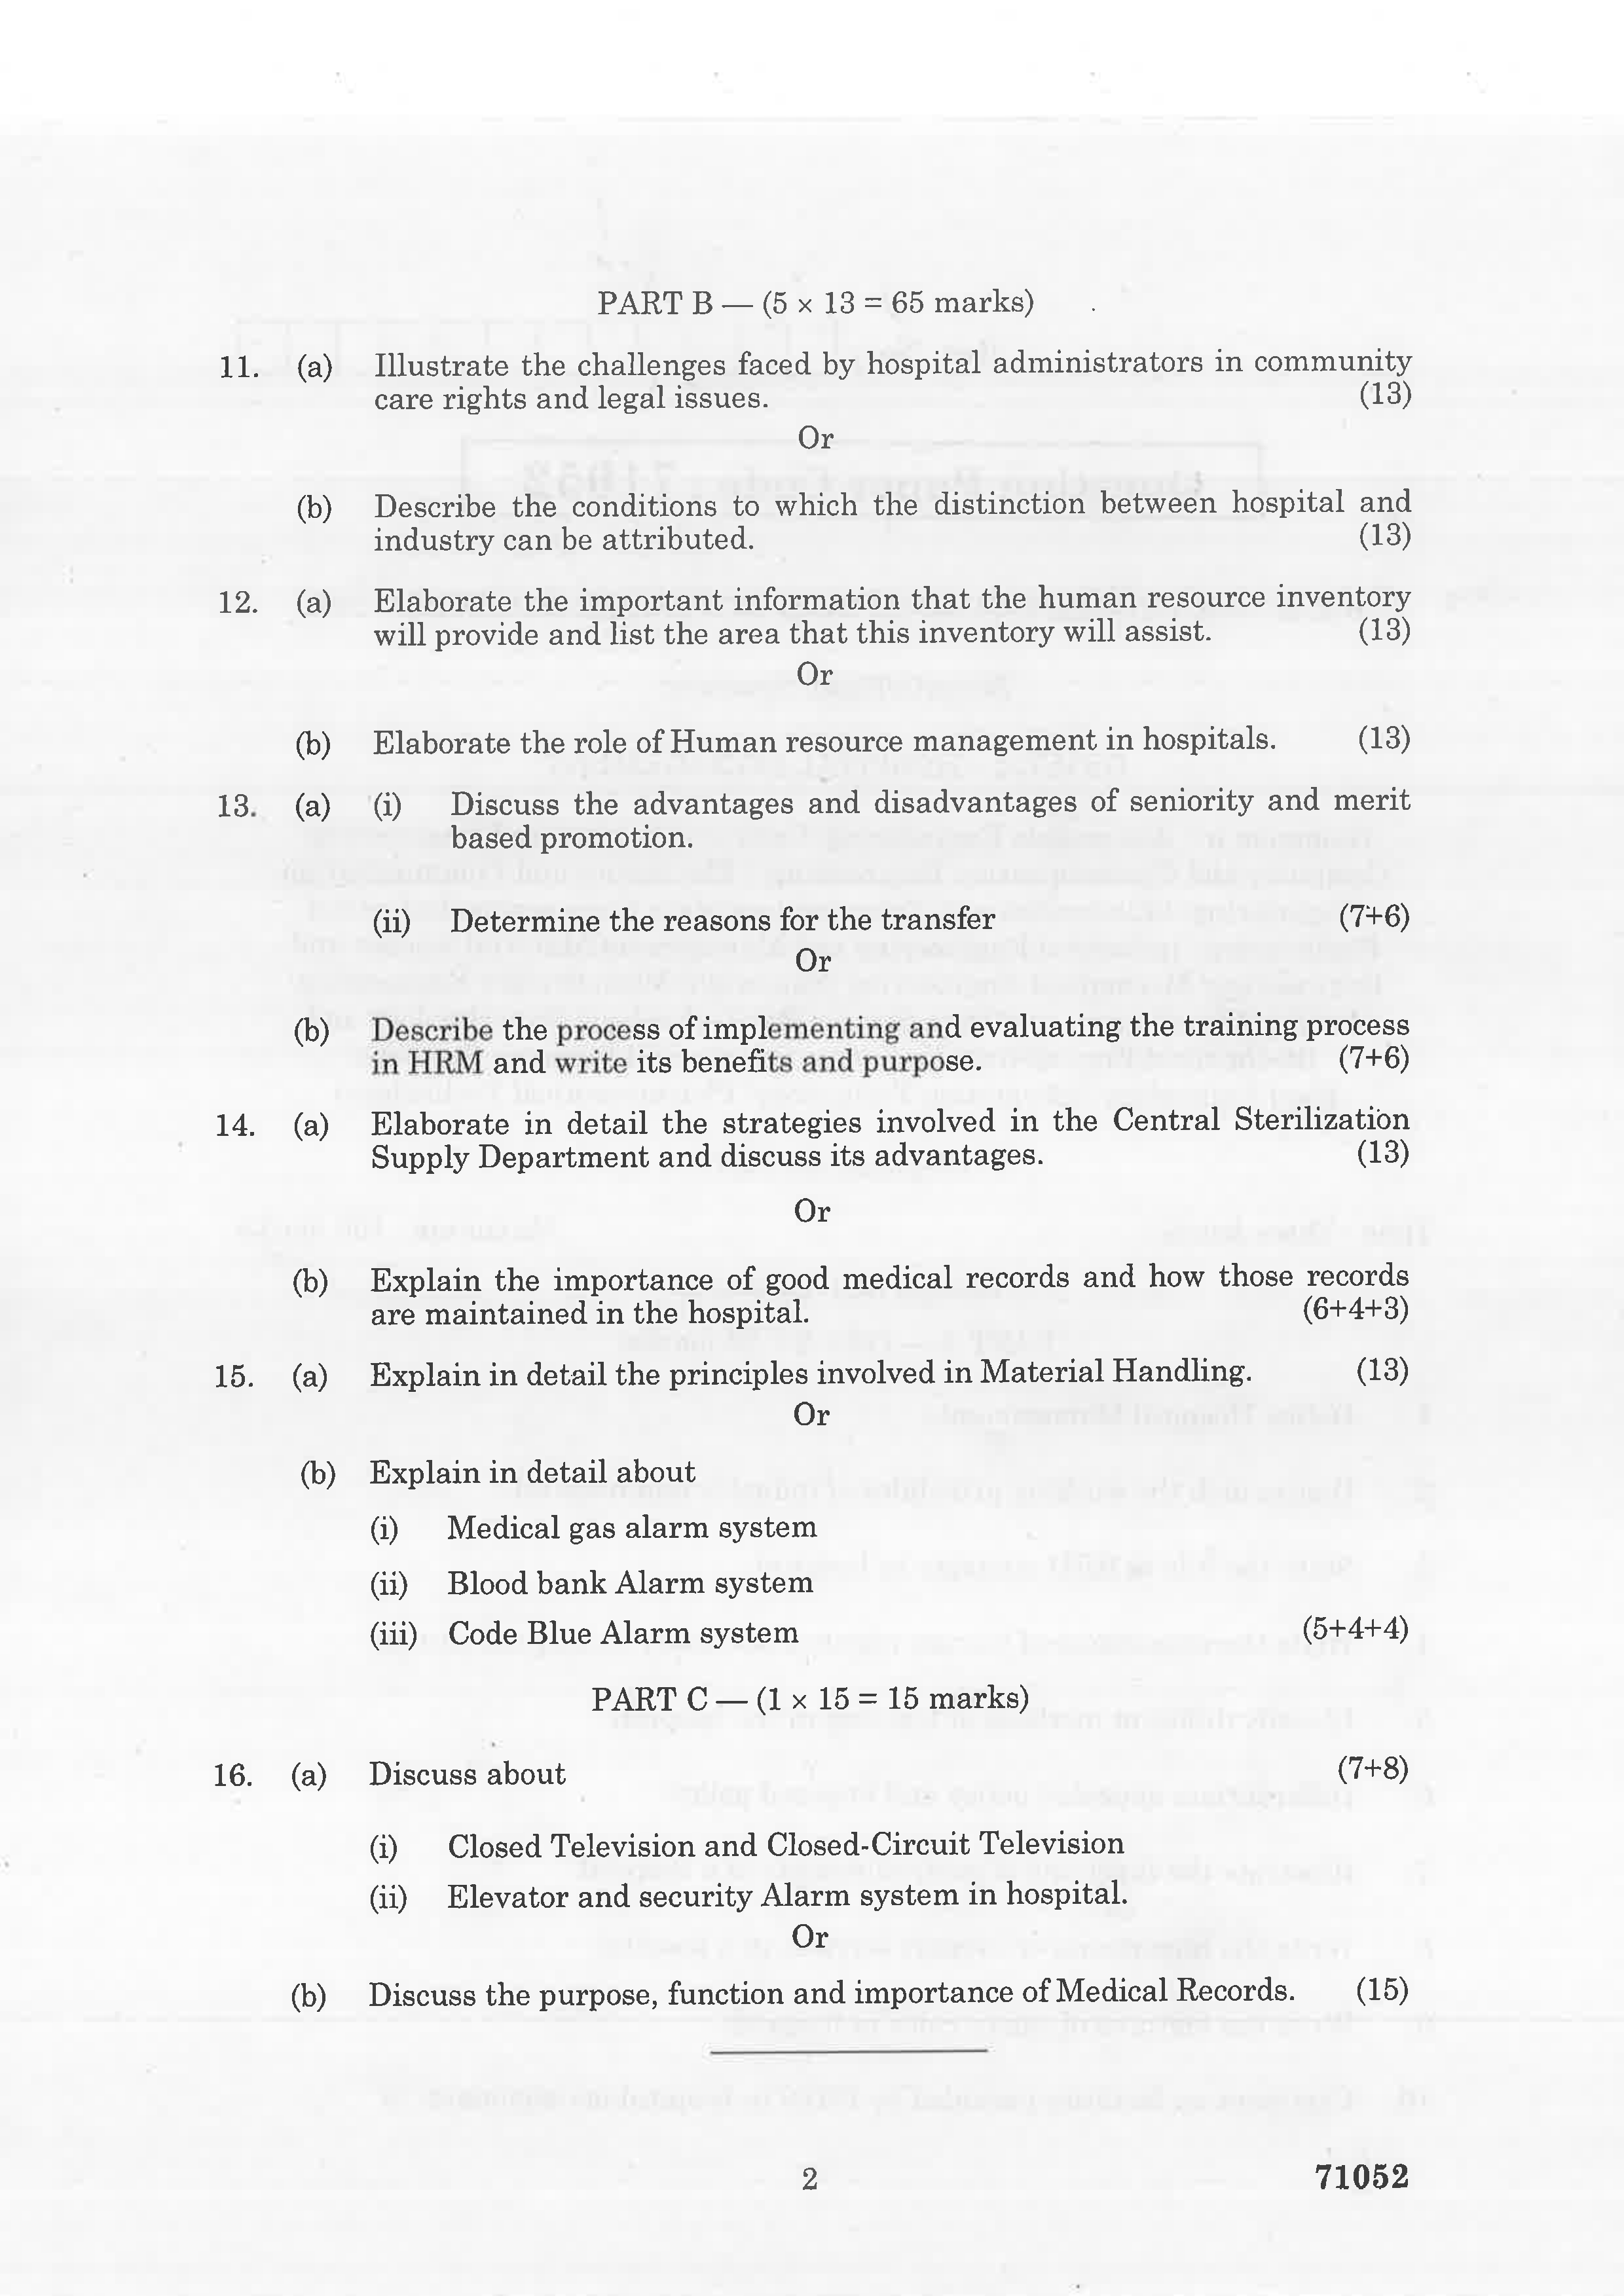 PART B — (5 × 13 = 65 marks)
11. (a) Illustrate the challenges faced by hospital administrators in community
care rights and legal issues. (13)
Or
(b) Describe the conditions to which the distinction between hospital and
industry can be attributed. (13)
12. (a) Elaborate the important information that the human resource inventory
will provide and list the area that this inventory will assist. (13)
Or
(b) Elaborate the role of Human resource management in hospitals. (13)
13. (a) (i) Discuss the advantages and disadvantages of seniority and merit
based promotion.
(ii) Determine the reasons for the transfer (7+6)
Or
(b) Describe the process of implementing and evaluating the training process
in HRM and write its benefits and purpose. (7+6)
14. (a) Elaborate in detail the strategies involved in the Central Sterilization
Supply Department and discuss its advantages. (13)
Or
(b) Explain the importance of good medical records and how those records
are maintained in the hospital. (6+4+3)
15. (a) Explain in detail the principles involved in Material Handling. (13)
Or
(b) Explain in detail about
(i) Medical gas alarm system
(ii) Blood bank Alarm system
(iii) Code Blue Alarm system (5+4+4)
PART C — (1 × 15 = 15 marks)
16. (a) Discuss about (7+8)
(i) Closed Television and Closed-Circuit Television
(ii) Elevator and security Alarm system in hospital.
Or
(b) Discuss the purpose, function and importance of Medical Records. (15)
2 71052